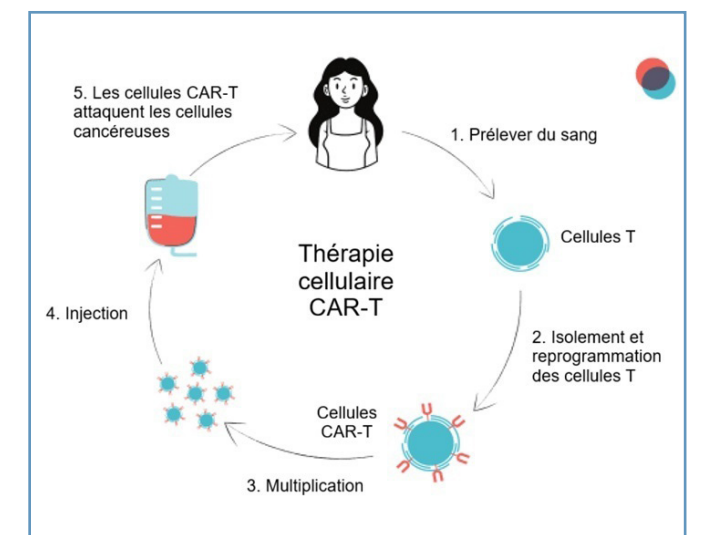 Thérapie
cellulaire
CAR-T
1. Prélever du sang
Cellules T
2. Isolement et
reprogrammation
des cellules T
Cellules
CAR-T
3. Multiplication
4. Injection
5. Les cellules CAR-T
attaquent les cellules
cancéreuses